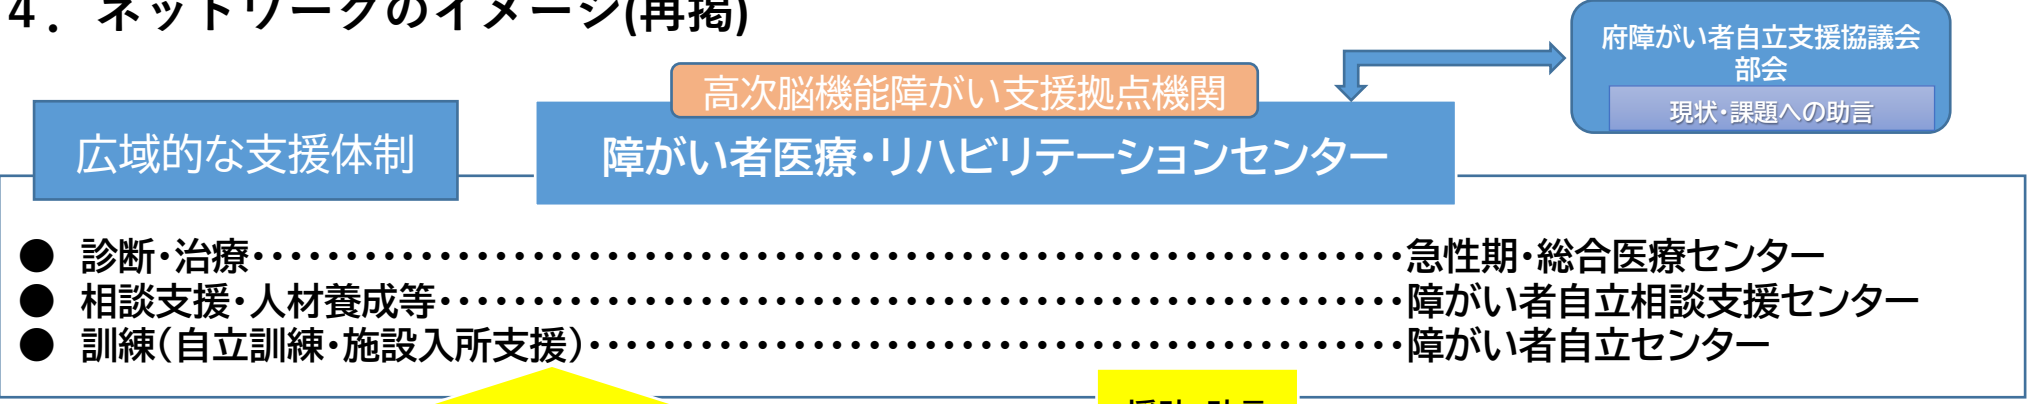 ４．ネットワークのイメージ(再掲)
府障がい者自立支援協議会
部会
現状・課題への助言
高次脳機能障がい支援拠点機関
広域的な支援体制
障がい者医療・リハビリテーションセンター
● 診断・治療・・・・・・・・・・・・・・・・・・・・・・・・・・・・・・・・・・・・・・・・・・・・・・・・・・・・・・・・・・急性期・総合医療センター
● 相談支援・人材養成等・・・・・・・・・・・・・・・・・・・・・・・・・・・・・・・・・・・・・・・・・・・・・・・・障がい者自立相談支援センター
● 訓練(自立訓練・施設入所支援)・・・・・・・・・・・・・・・・・・・・・・・・・・・・・・・・・・・・・・・・障がい者自立センター